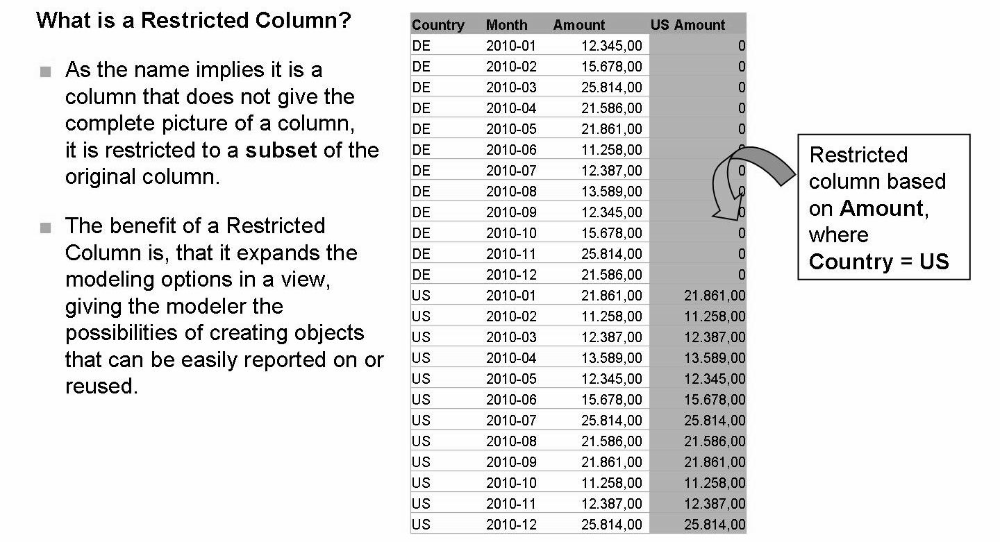 What is a Restricted Column?
As the name implies it is a
column that does not give the
complete picture of a column,
it is restricted to a subset of the
original column.
The benefit of a Restricted
Column is, that it expands the
modeling options in a view,
giving the modeler the
possibilities of creating objects
that can be easily reported on or
reused.
Country Month Amount US Amount
DE 2010-01 12.345,00 0
DE 2010-02 15.678,00 0
DE 2010-03 25.814,00 0
DE 2010-04 21.586,00 0
DE 2010-05 21.861,00 0
DE 2010-06 11.258,00 0
DE 2010-07 12.387,00 0
DE 2010-08 13.589,00 0
DE 2010-09 12.345,00 0
DE 2010-10 15.678,00 0
DE 2010-11 25.814,00 0
DE 2010-12 21.586,00 0
US 2010-01 21.861,00 21.861,00
US 2010-02 11.258,00 11.258,00
US 2010-03 12.387,00 12.387,00
US 2010-04 13.589,00 13.589,00
US 2010-05 12.345,00 12.345,00
US 2010-06 15.678,00 15.678,00
US 2010-07 25.814,00 25.814,00
US 2010-08 21.586,00 21.586,00
US 2010-09 21.861,00 21.861,00
US 2010-10 11.258,00 11.258,00
US 2010-11 12.387,00 12.387,00
US 2010-12 25.814,00 25.814,00
Restricted
column based
on Amount,
where
Country = US